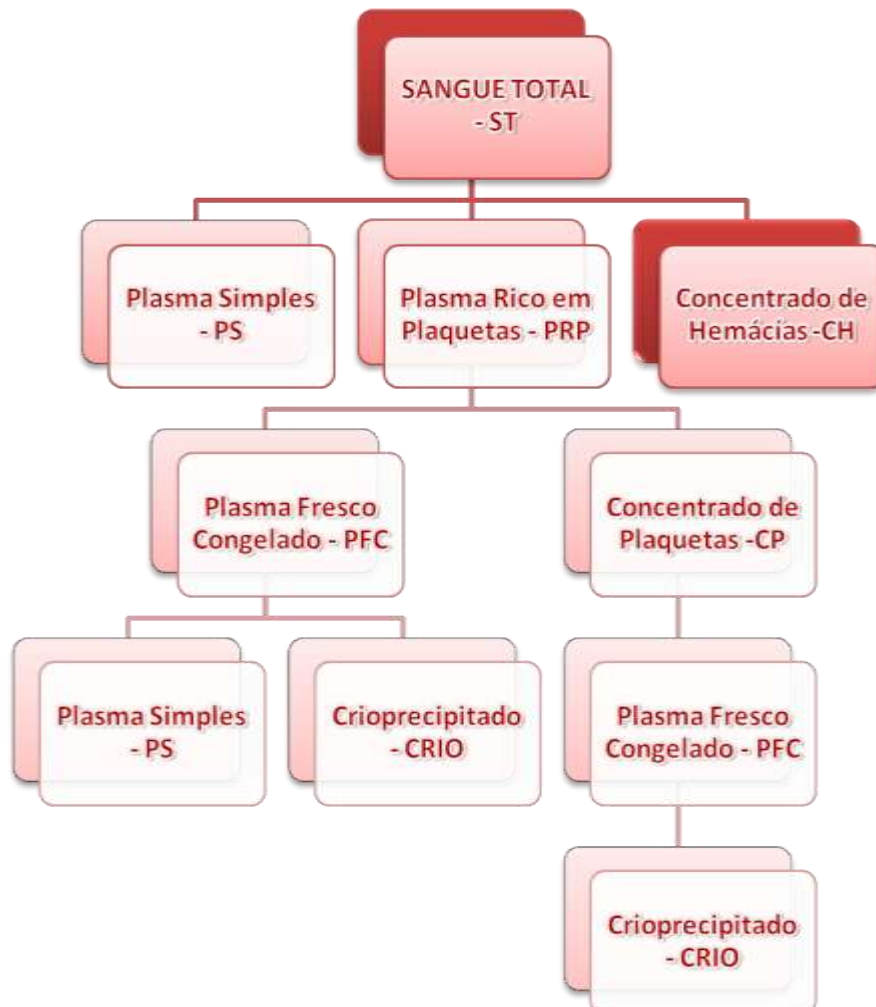 SANGUE TOTAL
- ST
Plasma Simples
- PS
Plasma Rico em
Plaquetas - PRP
Concentrado de
Hemácias -CH
Plasma Fresco
Congelado - PFC
Concentrado de
Plaquetas -CP
Plasma Simples
- PS
Crioprecipitado
- CRIO
Plasma Fresco
Congelado - PFC
Crioprecipitado
- CRIO